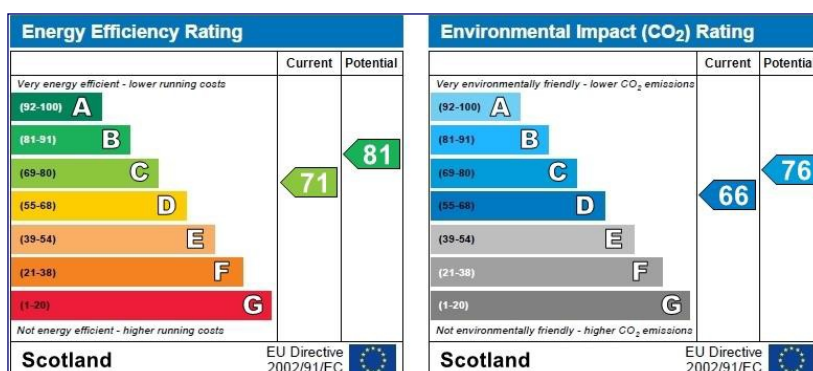 Energy Efficiency Rating
Current Potential
Very energy efficient - lower running costs
(92-100) A
(81-91) B
(69-80) C
(55-68) D
(39-54) E
(21-38) F
(1-20) G
71
81
Not energy efficient - higher running costs
Scotland
EU Directive
2002/91/EC
Environmental Impact (CO₂) Rating
Current Potential
Very environmentally friendly - lower CO₂ emissions
(92-100) A
(81-91) B
(69-80) C
(55-68) D
(39-54) E
(21-38) F
(1-20) G
66
76
Not environmentally friendly - higher CO₂ emissions
Scotland
EU Directive
2002/91/EC